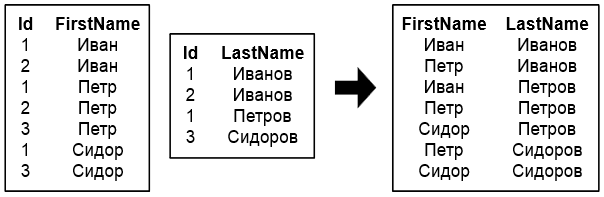 Id FirstName
1 Иван
2 Иван
1 Петр
2 Петр
3 Петр
1 Сидор
3 Сидор
Id LastName
1 Иванов
2 Иванов
1 Петров
3 Сидоров
FirstName LastName
Иван Иванов
Петр Иванов
Иван Петров
Петр Петров
Сидор Петров
Петр Сидоров
Сидор Сидоров